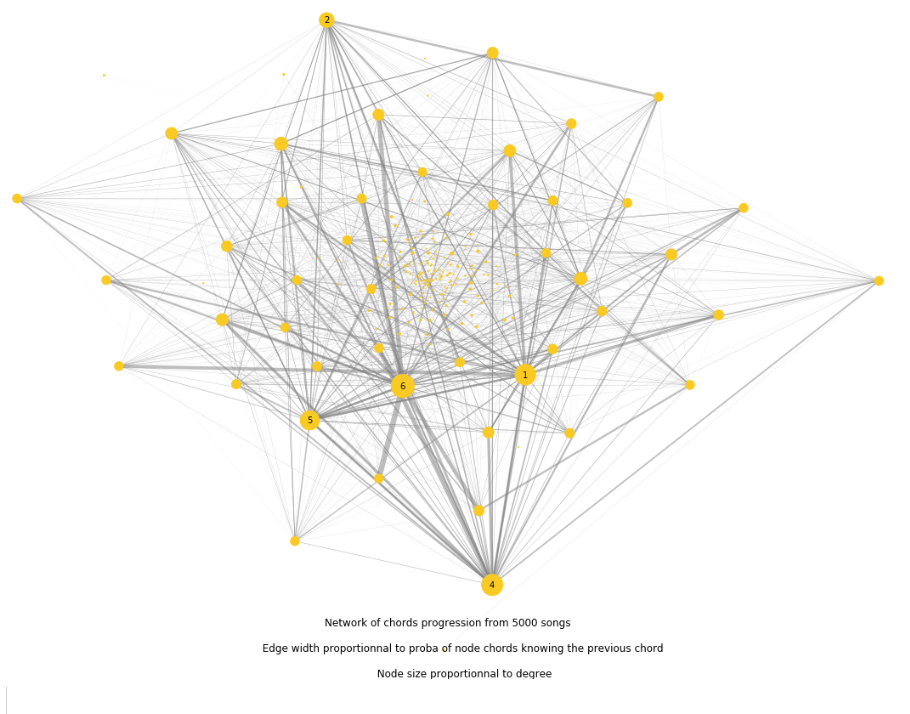 2
1
6
5
4
Network of chords progression from 5000 songs
Edge width proportionnal to proba of node chords knowing the previous chord
Node size proportionnal to degree